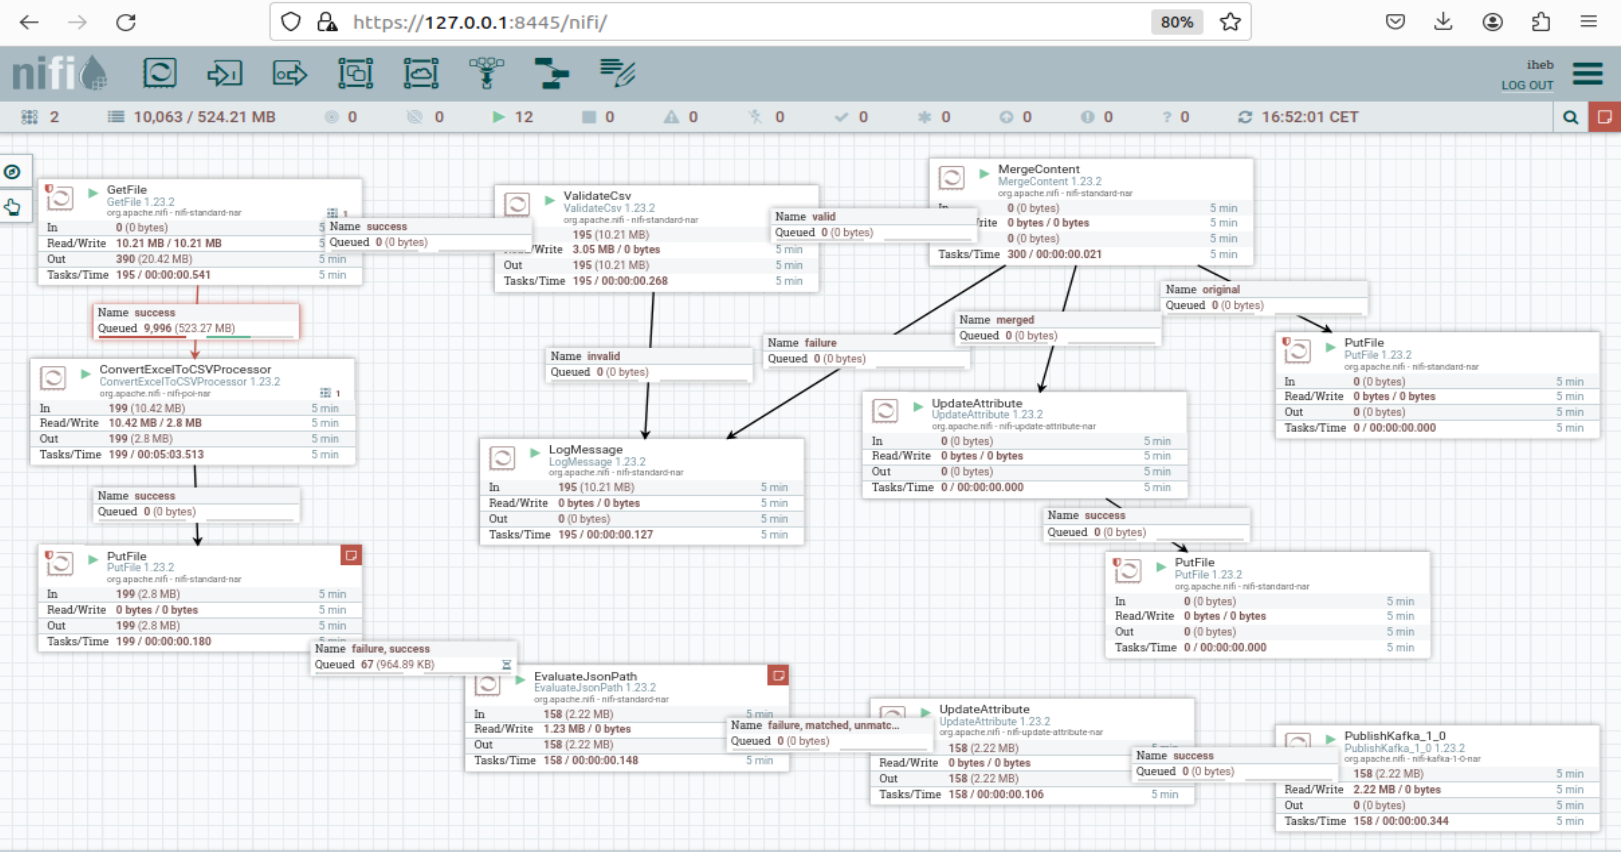 https://127.0.0.1:8445/nifi/
80%
nifi
iheb
LOG OUT
2
10,063 / 524.21 MB
0
0
12
0
0
0
0
0
0
0
? 0
16:52:01 CET
GetFile
GetFile 1.23.2
org.apache.nifi - nifi-standard-nar
1
In 0 (0 bytes) 5
Read/Write 10.21 MB / 10.21 MB 5
Out 390 (20.42 MB) 5 min
Tasks/Time 195 / 00:00:00.541 5 min
Name success
Queued 0 (0 bytes)
ValidateCsv
ValidateCsv 1.23.2
org.apache.nifi - nifi-standard-nar
195 (10.21 MB)
Write 3.05 MB / 0 bytes 5 min
Out 195 (10.21 MB) 5 min
Tasks/Time 195 / 00:00:00.268 5 min
Name valid
Queued 0 (0 bytes)
MergeContent
MergeContent 1.23.2
org.apache.nifi - nifi-standard-nar
In 0 (0 bytes) 5 min
rite 0 bytes / 0 bytes 5 min
0 (0 bytes) 5 min
Tasks/Time 300 / 00:00:00.021 5 min
Name success
Queued 9,996 (523.27 MB)
Name invalid
Queued 0 (0 bytes)
Name failure
Queued 0 (0 bytes)
Name merged
Queued 0 (0 bytes)
Name original
Queued 0 (0 bytes)
PutFile
PutFile 1.23.2
org.apache.nifi - nifi-standard-nar
In 0 (0 bytes) 5 min
Read/Write 0 bytes / 0 bytes 5 min
Out 0 (0 bytes) 5 min
Tasks/Time 0 / 00:00:00.000 5 min
ConvertExcelToCSVProcessor
ConvertExcelToCSVProcessor 1.23.2
org.apache.nifi - nifi-poi-nar
1
In 199 (10.42 MB) 5 min
Read/Write 10.42 MB / 2.8 MB 5 min
Out 199 (2.8 MB) 5 min
Tasks/Time 199 / 00:05:03.513 5 min
LogMessage
LogMessage 1.23.2
org.apache.nifi - nifi-standard-nar
In 195 (10.21 MB) 5 min
Read/Write 0 bytes / 0 bytes 5 min
Out 0 (0 bytes) 5 min
Tasks/Time 195 / 00:00:00.127 5 min
UpdateAttribute
UpdateAttribute 1.23.2
org.apache.nifi - nifi-update-attribute-nar
In 0 (0 bytes) 5 min
Read/Write 0 bytes / 0 bytes 5 min
Out 0 (0 bytes) 5 min
Tasks/Time 0 / 00:00:00.000 5 min
Name success
Queued 0 (0 bytes)
Name success
Queued 0 (0 bytes)
PutFile
PutFile 1.23.2
org.apache.nifi - nifi-standard-nar
In 199 (2.8 MB) 5 min
Read/Write 0 bytes / 0 bytes 5 min
Out 199 (2.8 MB) 5 min
Tasks/Time 199 / 00:00:00.180 5 min
PutFile
PutFile 1.23.2
org.apache.nifi - nifi-standard-nar
In 0 (0 bytes) 5 min
Read/Write 0 bytes / 0 bytes 5 min
Out 0 (0 bytes) 5 min
Tasks/Time 0 / 00:00:00.000 5 min
Name failure, success
Queued 67 (964.89 KB)
EvaluateJsonPath
EvaluateJsonPath 1.23.2
org.apache.nifi - nifi-standard-nar
In 158 (2.22 MB) 5 min
Read/Write 1.23 MB / 0 bytes
Out 158 (2.22 MB)
Tasks/Time 158 / 00:00:00.148 5 min
Name failure, matched, unmatc...
Queued 0 (0 bytes)
UpdateAttribute
UpdateAttribute 1.23.2
org.apache.nifi - nifi-update-attribute-nar
158 (2.22 MB) 5 min
Read/Write 0 bytes / 0 bytes
Out 158 (2.22 MB)
Tasks/Time 158 / 00:00:00.106 5 min
Name success
Queued 0 (0 bytes)
PublishKafka_1_0
PublishKafka_1_0 1.23.2
org.apache.nifi - nifi-kafka-1-0-nar
158 (2.22 MB) 5 min
Read/Write 2.22 MB / 0 bytes 5 min
Out 0 (0 bytes) 5 min
Tasks/Time 158 / 00:00:00.344 5 min